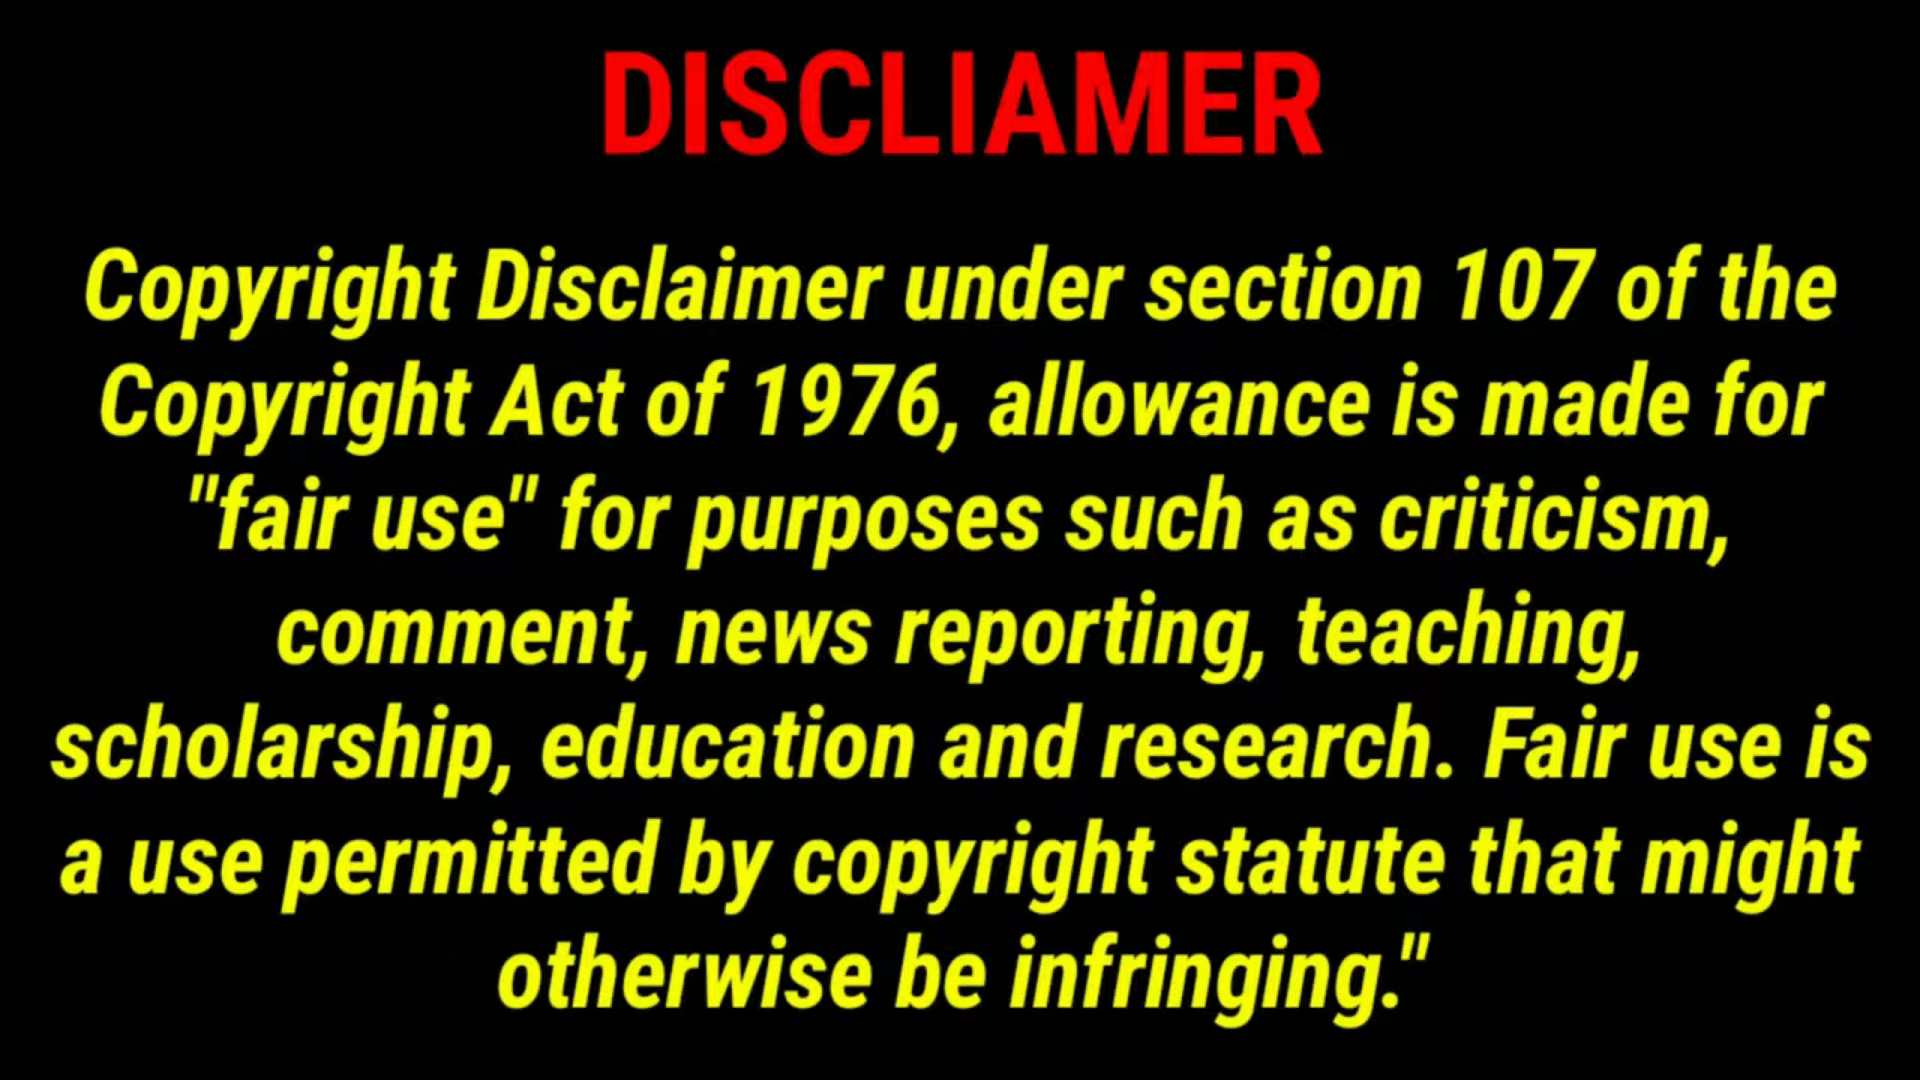 DISCLIAMER
Copyright Disclaimer under section 107 of the
Copyright Act of 1976, allowance is made for
"fair use" for purposes such as criticism,
comment, news reporting, teaching,
scholarship, education and research. Fair use is
a use permitted by copyright statute that might
otherwise be infringing."